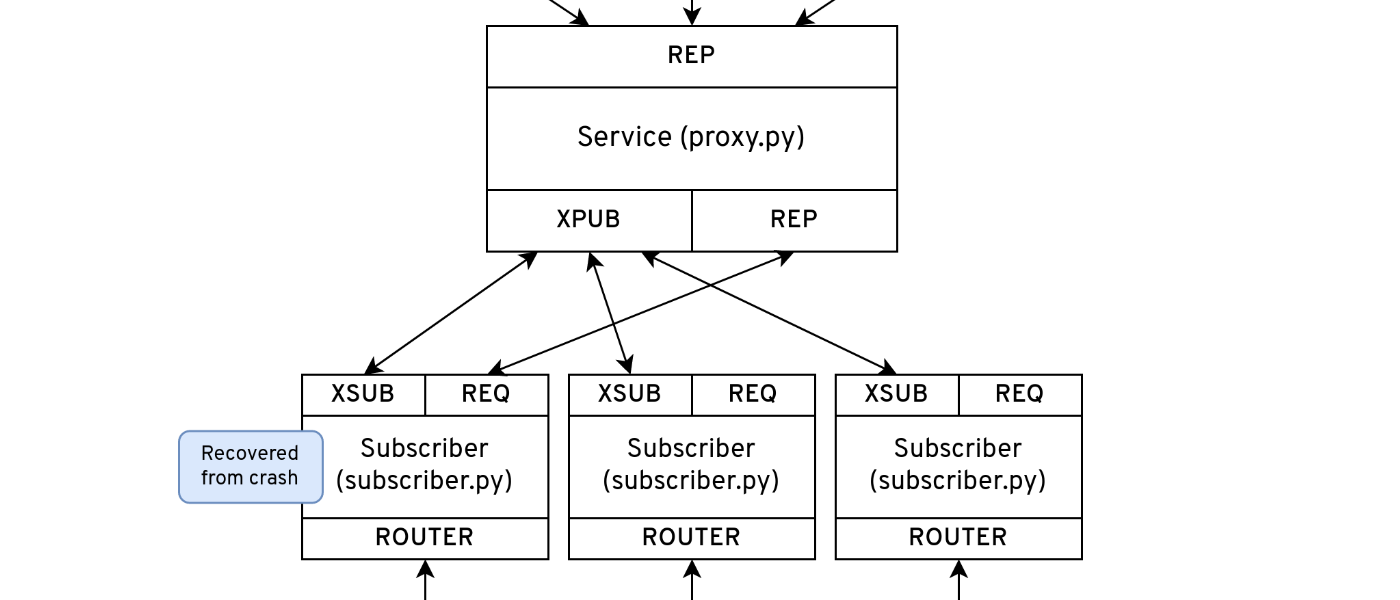 REP
Service (proxy.py)
XPUB
REP
XSUB
REQ
XSUB
REQ
XSUB
REQ
Recovered
from crash
Subscriber
(subscriber.py)
Subscriber
(subscriber.py)
Subscriber
(subscriber.py)
ROUTER
ROUTER
ROUTER